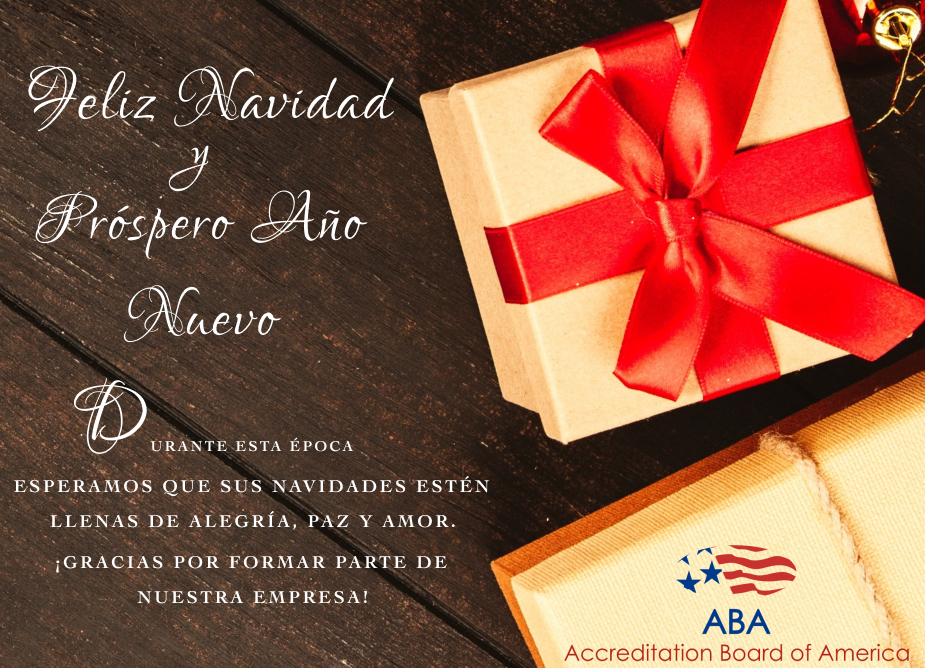 Feliz Navidad
y
Próspero Año
Nuevo
DURANTE ESTA ÉPOCA
ESPERAMOS QUE SUS NAVIDADES ESTÉN
LLENAS DE ALEGRÍA, PAZ Y AMOR.
¡GRACIAS POR FORMAR PARTE DE
NUESTRA EMPRESA!
ABA
Accreditation Board of America